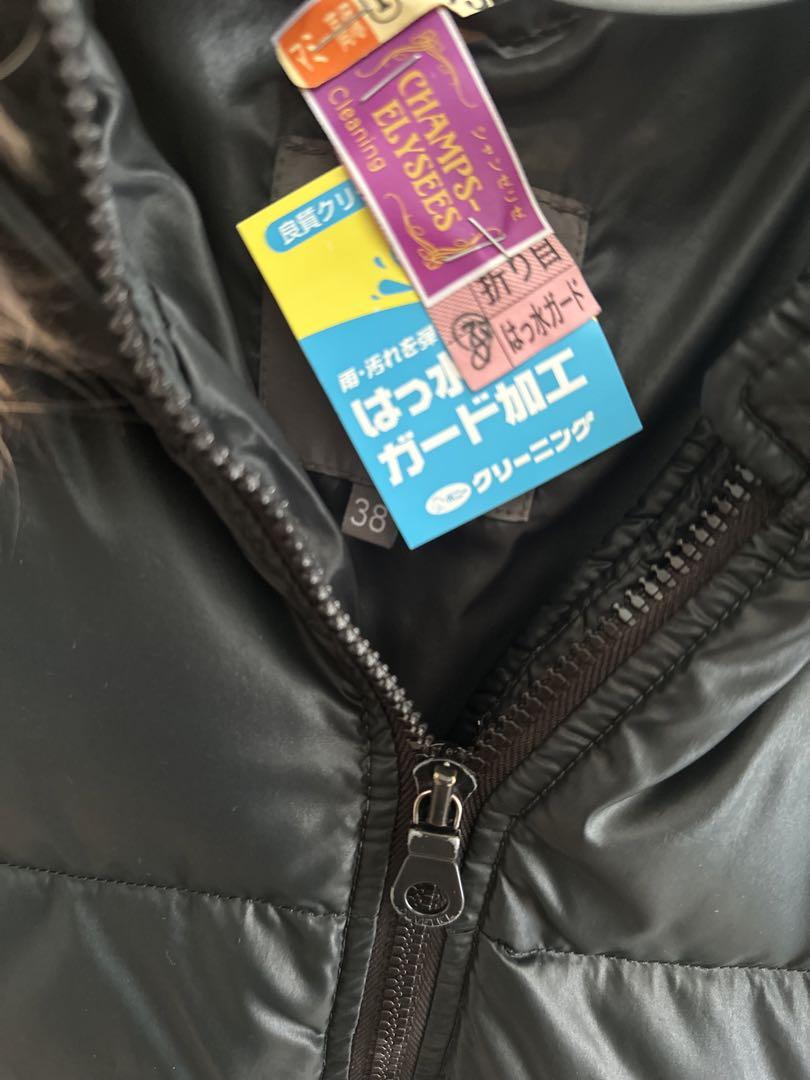 Cleaning
CHAMPS-
ELYSEES
シャンゼリゼ
折り目
はっ水ガード
良質クリ
雨・汚れを弾
はっ水
ガード加工
クリーニング
38